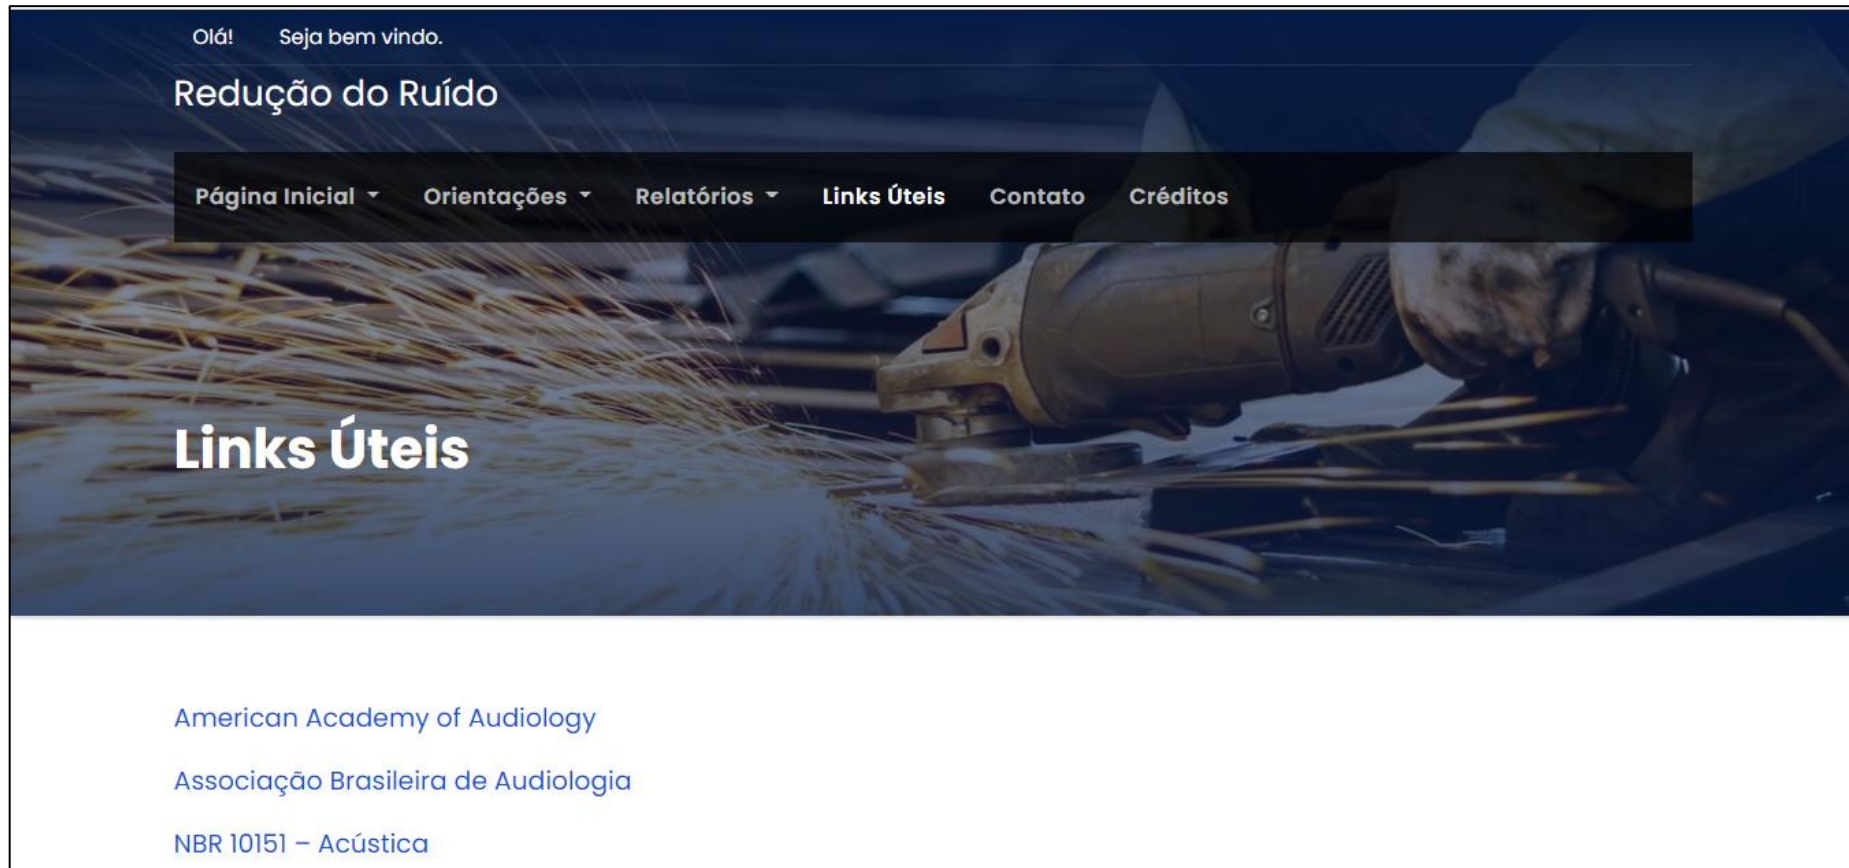 Olá! Seja bem vindo.
Redução do Ruído
Página Inicial Orientações Relatórios Links Úteis Contato Créditos
Links Úteis
American Academy of Audiology
Associação Brasileira de Audiologia
NBR 10151 – Acústica